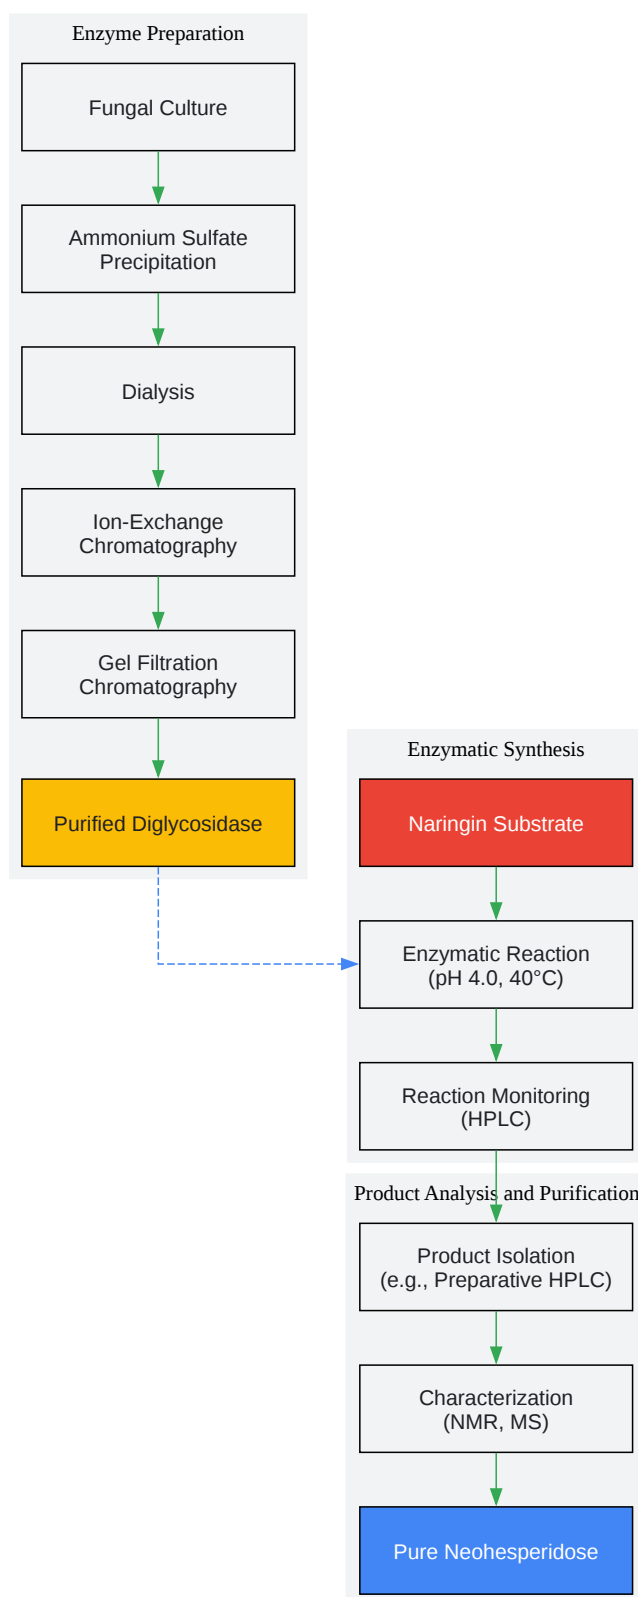 Enzyme Preparation
Fungal Culture
Ammonium Sulfate
Precipitation
Dialysis
Ion-Exchange
Chromatography
Gel Filtration
Chromatography
Purified Diglycosidase
Enzymatic Synthesis
Naringin Substrate
Enzymatic Reaction
(pH 4.0, 40°C)
Reaction Monitoring
(HPLC)
Product Analysis and Purification
Product Isolation
(e.g., Preparative HPLC)
Characterization
(NMR, MS)
Pure Neohesperidose